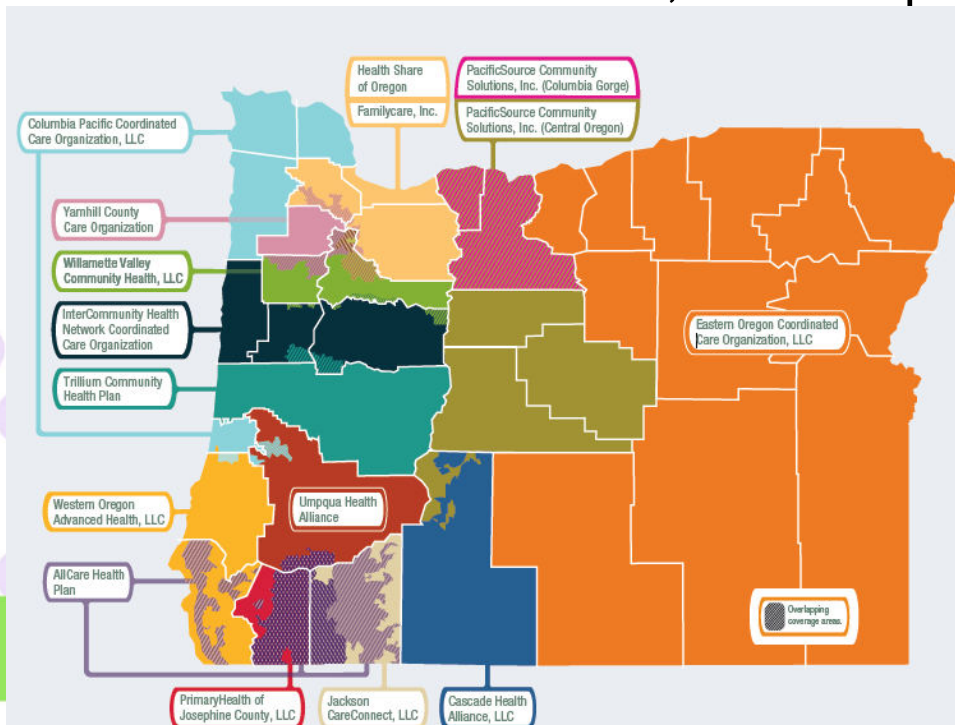 Health Share
of Oregon
Familycare, Inc.
PacificSource Community
Solutions, Inc. (Columbia Gorge)
PacificSource Community
Solutions, Inc. (Central Oregon)
Columbia Pacific Coordinated
Care Organization, LLC
Yamhill County
Care Organization
Willamette Valley
Community Health, LLC
InterCommunity Health
Network Coordinated
Care Organization
Trillium Community
Health Plan
Eastern Oregon Coordinated
Care Organization, LLC
Western Oregon
Advanced Health, LLC
Umpqua Health
Alliance
AllCare Health
Plan
Overlapping
coverage areas.
PrimaryHealth of
Josephine County, LLC
Jackson
CareConnect, LLC
Cascade Health
Alliance, LLC